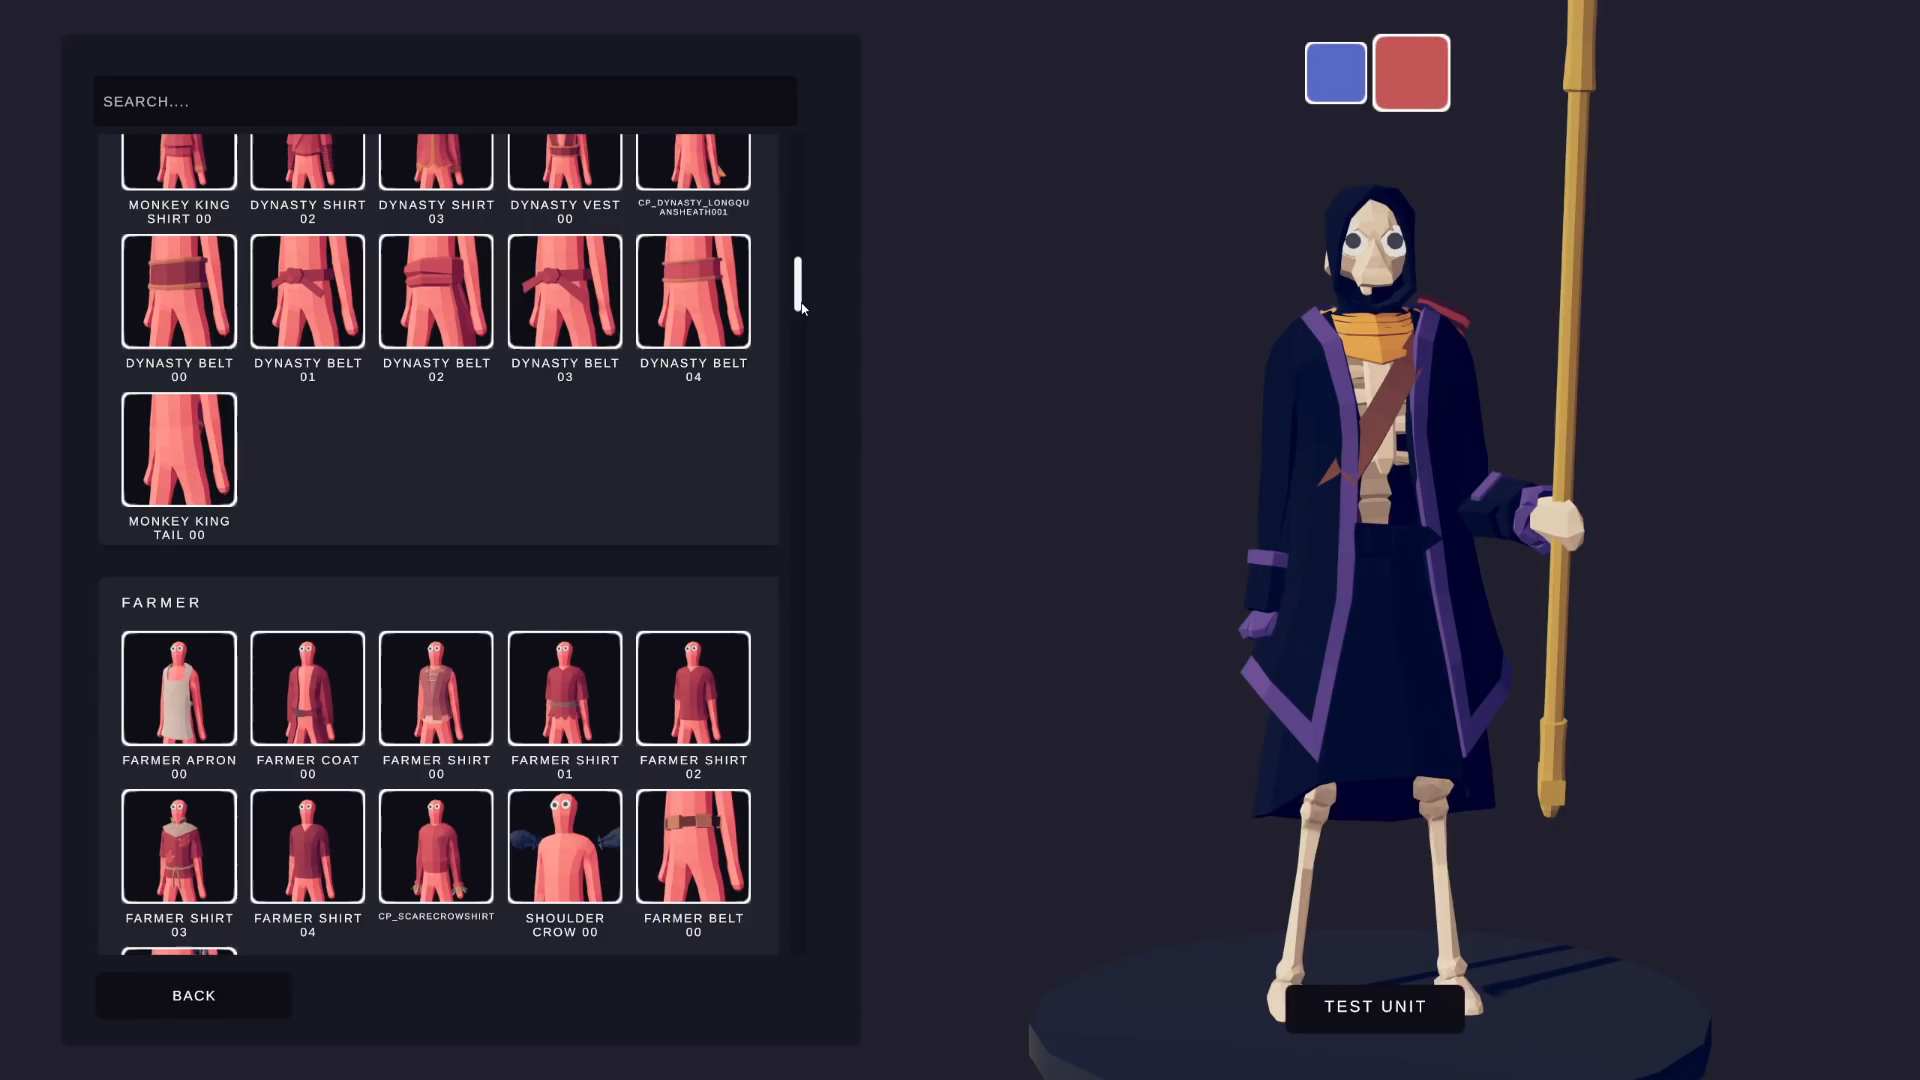 SEARCH....
MONKEY KING
SHIRT 00
DYNASTY SHIRT
02
DYNASTY SHIRT
03
DYNASTY VEST
00
CP_DYNASTY_LONGQU
ANSHEATH001
DYNASTY BELT
00
DYNASTY BELT
01
DYNASTY BELT
02
DYNASTY BELT
03
DYNASTY BELT
04
MONKEY KING
TAIL 00
FARMER
FARMER APRON
00
FARMER COAT
00
FARMER SHIRT
00
FARMER SHIRT
01
FARMER SHIRT
02
FARMER SHIRT
03
FARMER SHIRT
04
CP_SCARECROWSHIRT
SHOULDER
CROW 00
FARMER BELT
00
BACK
TEST UNIT